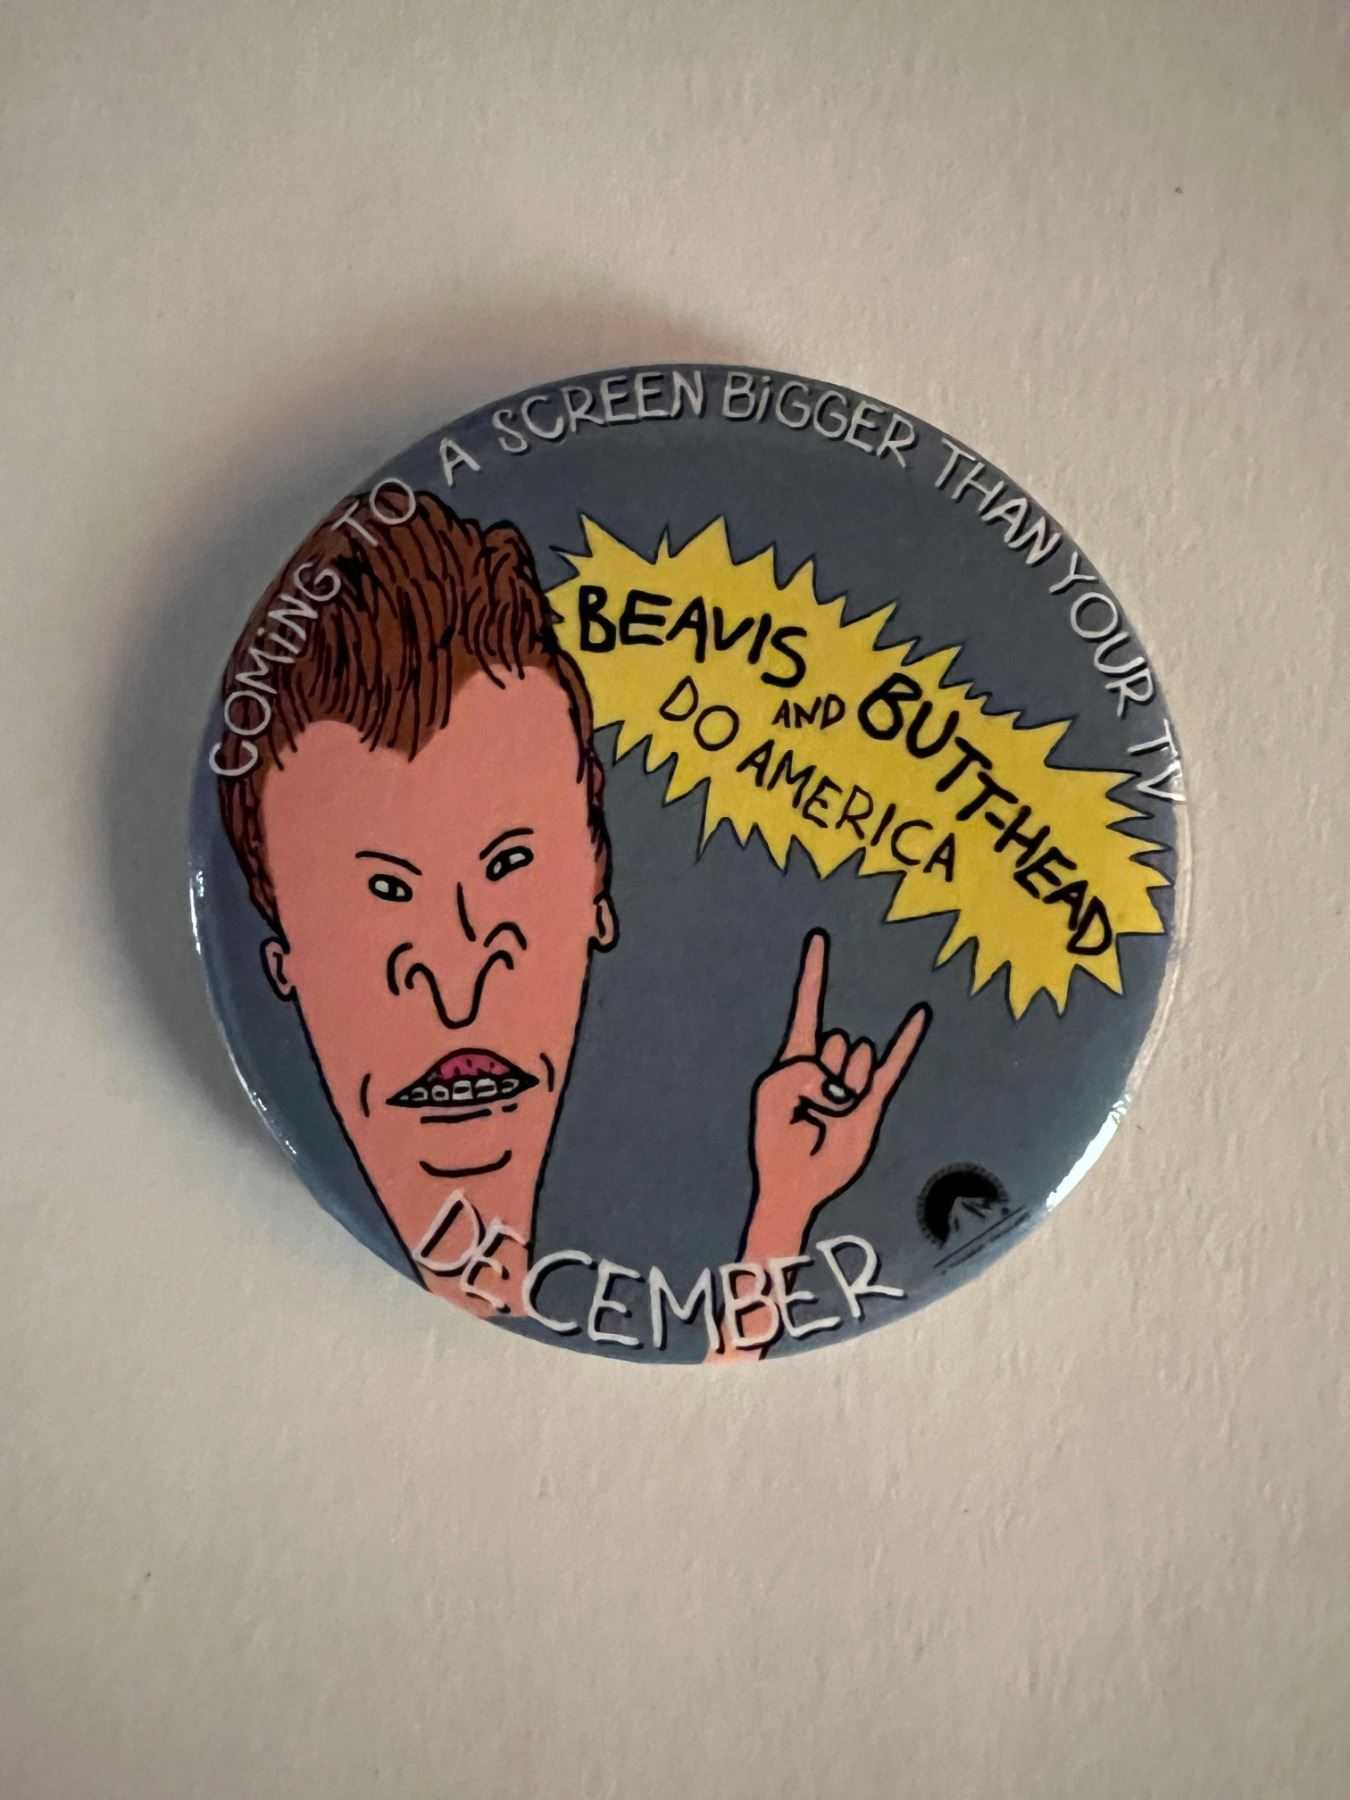 COMiNG TO A SCREEN BiGGER THAN YOUR TV
BEAVIS AND BUTT-HEAD
DO AMERICA
DECEMBER